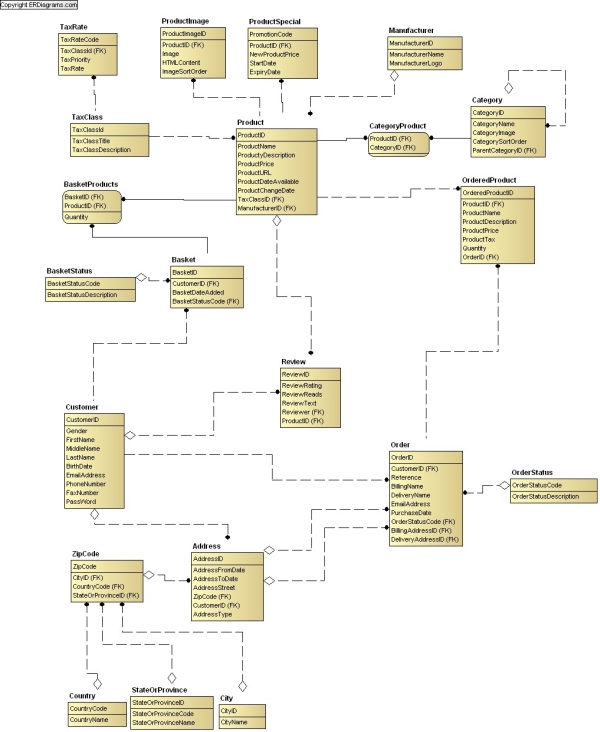 Copyright ERDiagrams.com
TaxRate
TaxRateCode
TaxClassId (FK)
TaxPriority
TaxRate
ProductImage
ProductImageID
ProductID (FK)
Image
HTMLContent
ImageSortOrder
ProductSpecial
PromotionCode
ProductID (FK)
NewProductPrice
StartDate
ExpiryDate
Manufacturer
ManufacturerID
ManufacturerName
ManufacturerLogo
TaxClass
TaxClassId
TaxClassTitle
TaxClassDescription
Product
ProductID
ProductName
ProductyDescription
ProductPrice
ProductURL
ProductDateAvailable
ProductChangeDate
TaxClassID (FK)
ManufacturerID (FK)
CategoryProduct
ProductID (FK)
CategoryID (FK)
Category
CategoryID
CategoryName
CategoryImage
CategorySortOrder
ParentCategoryID (FK)
BasketProducts
BasketID (FK)
ProductID (FK)
Quantity
OrderedProduct
OrderedProductID
ProductID (FK)
ProductName
ProductDescription
ProductPrice
ProductTax
Quantity
OrderID (FK)
BasketStatus
BasketStatusCode
BasketStatusDescription
Basket
BasketID
CustomerID (FK)
BasketDateAdded
BasketStatusCode (FK)
Review
ReviewID
ReviewRating
ReviewReads
ReviewText
Reviewer (FK)
ProductID (FK)
Customer
CustomerID
Gender
FirstName
MiddleName
LastName
BirthDate
EmailAddress
PhoneNumber
FaxNumber
PassWord
Order
OrderID
CustomerID (FK)
Reference
BillingName
DeliveryName
EmailAddress
PurchaseDate
OrderStatusCode (FK)
BillingAddressID (FK)
DeliveryAddressID (FK)
OrderStatus
OrderStatusCode
OrderStatusDescription
ZipCode
ZipCode
CityID (FK)
CountryCode (FK)
StateOrProvinceID (FK)
Address
AddressID
AddressFromDate
AddressToDate
AddressStreet
ZipCode (FK)
CustomerID (FK)
AddressType
Country
CountryCode
CountryName
StateOrProvince
StateOrProvinceID
StateOrProvinceCode
StateOrProvinceName
City
CityID
CityName